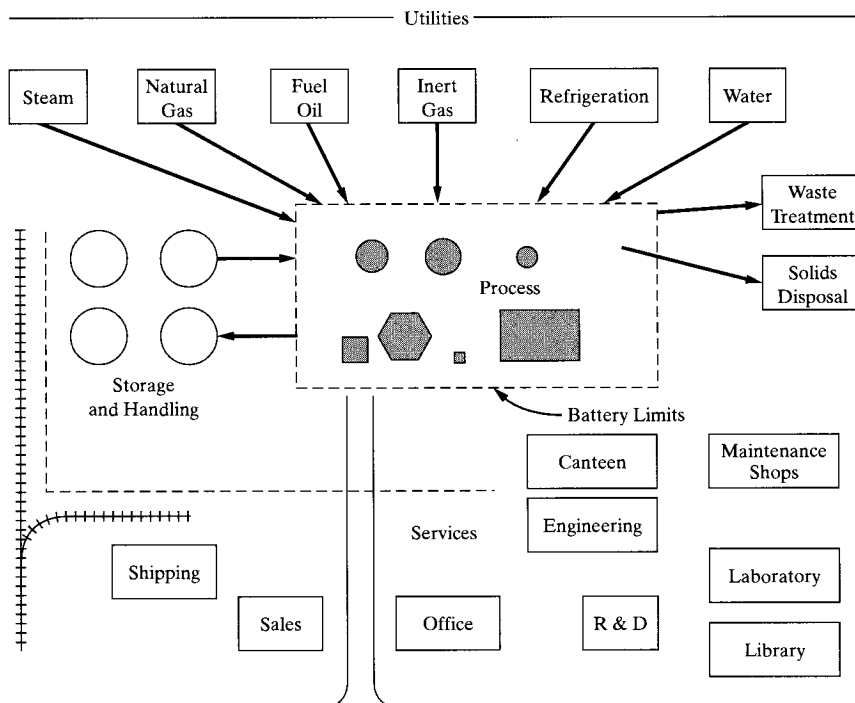 Utilities
Steam
Natural
Gas
Fuel
Oil
Inert
Gas
Refrigeration
Water
Waste
Treatment
Solids
Disposal
Process
Storage
and Handling
Battery Limits
Canteen
Maintenance
Shops
Services
Engineering
Shipping
Laboratory
Sales
Office
R & D
Library